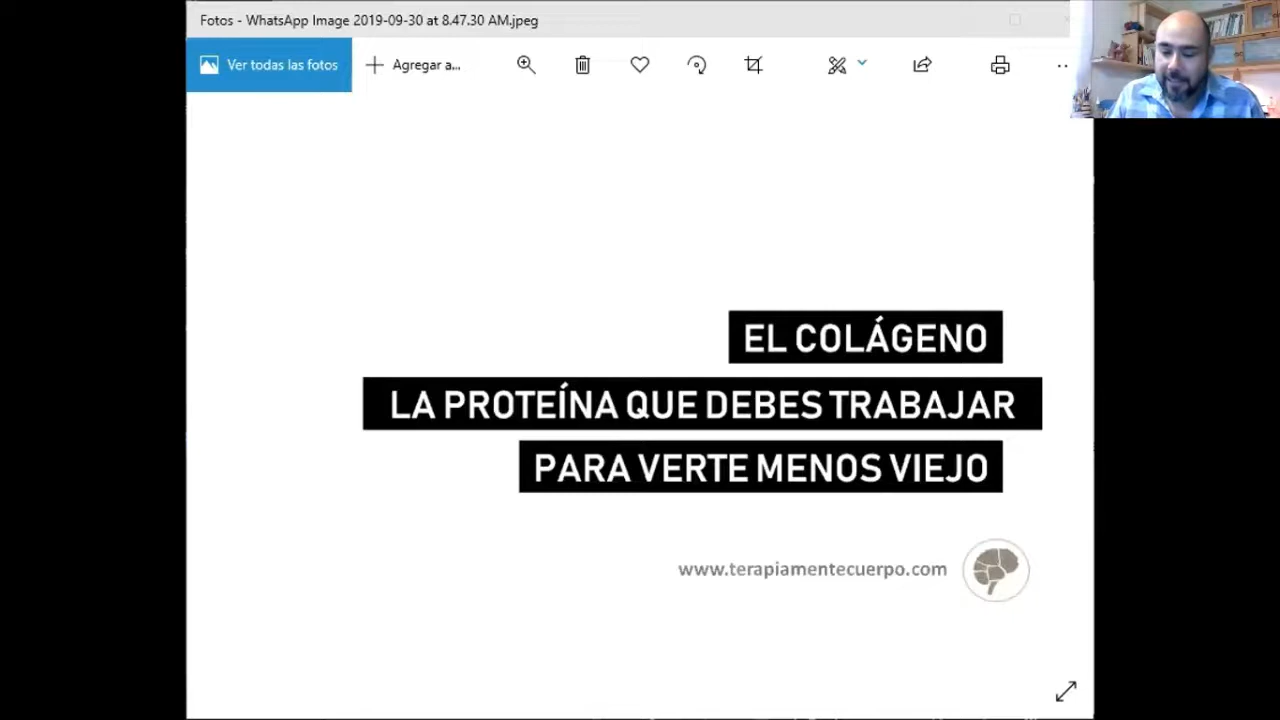 Fotos - WhatsApp Image 2019-09-30 at 8.47.30 AM.jpeg
Ver todas las fotos
Agregar a...
EL COLÁGENO
LA PROTEÍNA QUE DEBES TRABAJAR
PARA VERTE MENOS VIEJO
www.terapiamentecuerpo.com